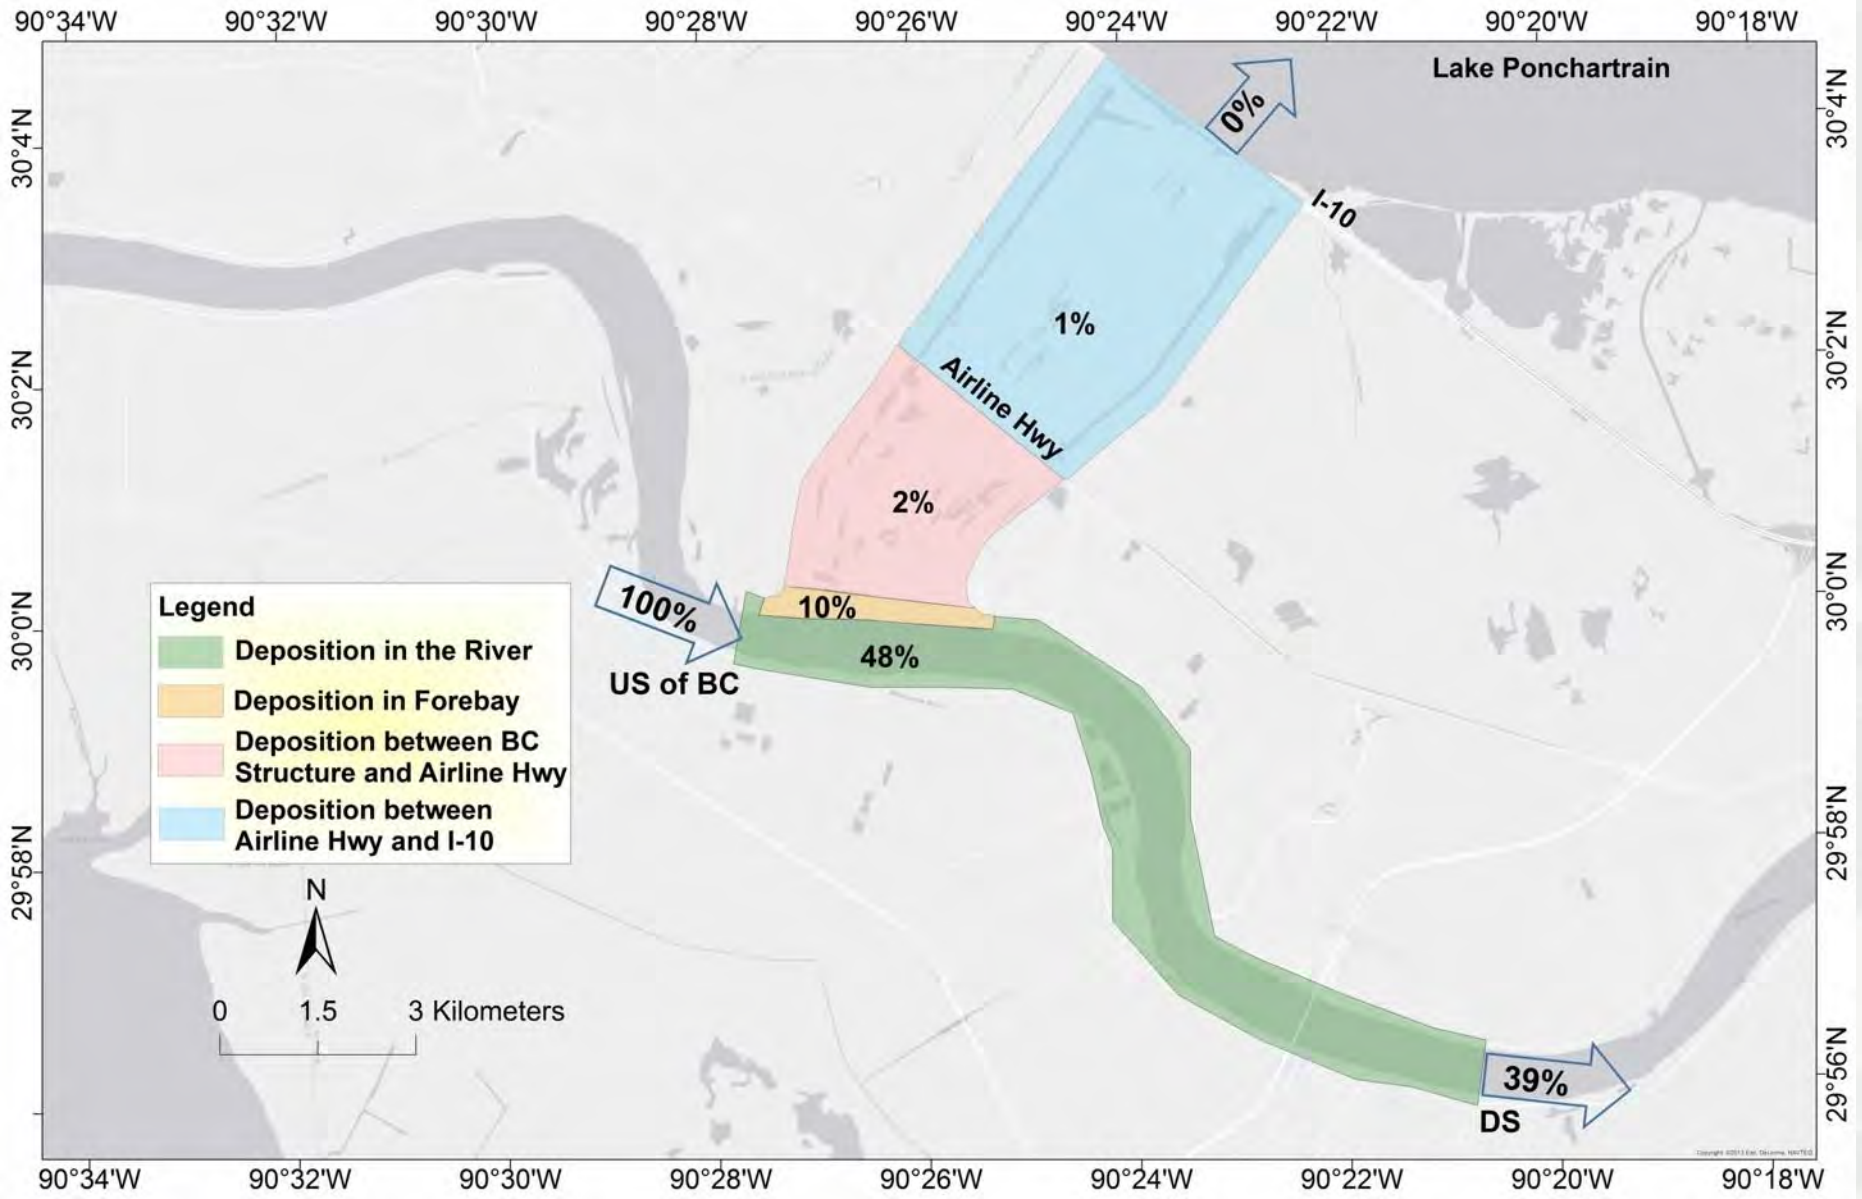 90°34'W 90°32'W 90°30'W 90°28'W 90°26'W 90°24'W 90°22'W 90°20'W 90°18'W
Lake Ponchartrain
0%
30°4'N
30°4'N
I-10
1%
30°2'N
30°2'N
Airline Hwy
2%
30°0'N
30°0'N
100%
10%
48%
US of BC
Legend
Deposition in the River
Deposition in Forebay
Deposition between BC
Structure and Airline Hwy
Deposition between
Airline Hwy and I-10
29°58'N
29°58'N
N
0 1.5 3 Kilometers
29°56'N
39%
DS
90°34'W 90°32'W 90°30'W 90°28'W 90°26'W 90°24'W 90°22'W 90°20'W 90°18'W